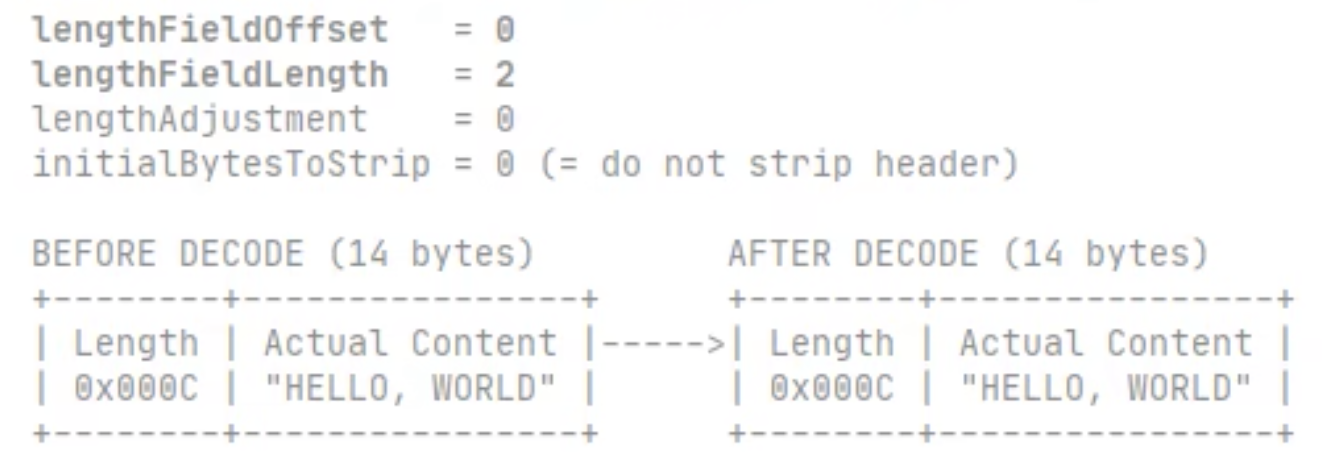 lengthFieldOffset   = 0
lengthFieldLength   = 2
lengthAdjustment    = 0
initialBytesToStrip = 0 (= do not strip header)

BEFORE DECODE (14 bytes)         AFTER DECODE (14 bytes)
+--------+----------------+      +--------+----------------+
| Length | Actual Content |----->| Length | Actual Content |
| 0x000C | "HELLO, WORLD" |      | 0x000C | "HELLO, WORLD" |
+--------+----------------+      +--------+----------------+